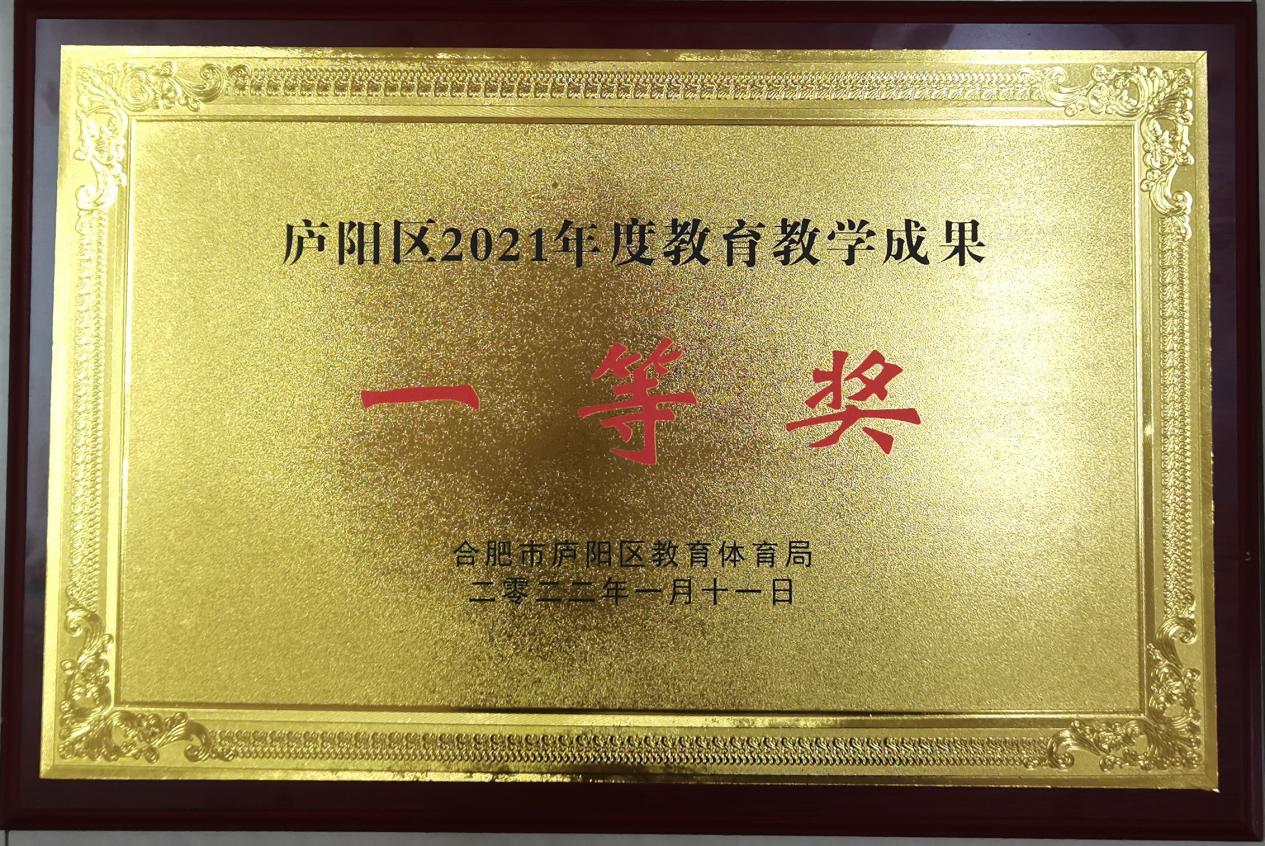 庐阳区2021年度教育教学成果
一等奖
合肥市庐阳区教育体育局
二零二二年一月十一日